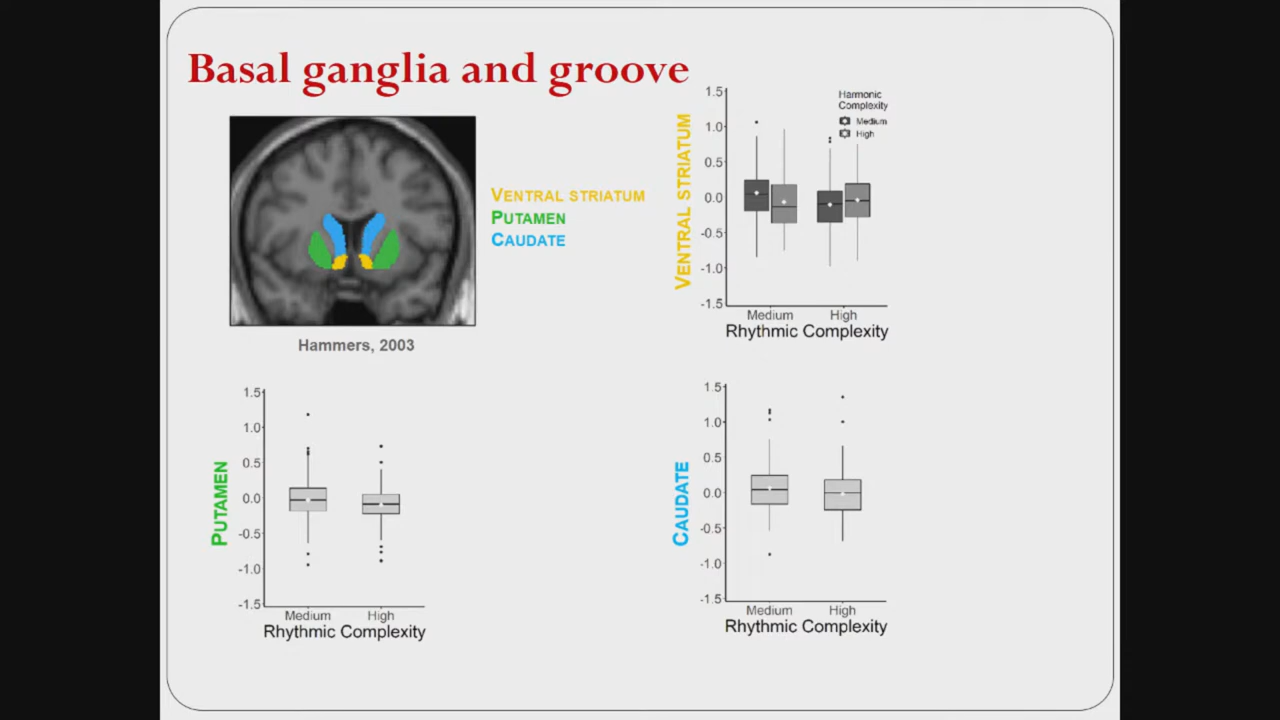 Basal ganglia and groove
VENTRAL STRIATUM
PUTAMEN
CAUDATE
Hammers, 2003
VENTRAL STRIATUM
1.5
1.0
0.5
0.0
-0.5
-1.0
-1.5
Harmonic
Complexity
Medium
High
Medium High
Rhythmic Complexity
PUTAMEN
1.5
1.0
0.5
0.0
-0.5
-1.0
-1.5
Medium High
Rhythmic Complexity
CAUDATE
1.5
1.0
0.5
0.0
-0.5
-1.0
-1.5
Medium High
Rhythmic Complexity